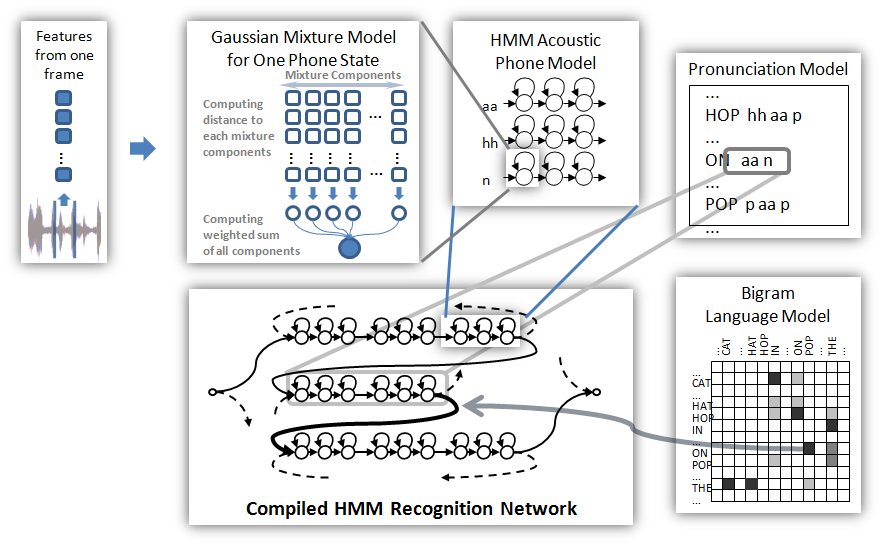 Features
from one
frame
...
Gaussian Mixture Model
for One Phone State
Mixture Components
Computing
distance to
each mixture
components
...
...
Computing
weighted sum
of all components
HMM Acoustic
Phone Model
aa
hh
n
Pronunciation Model
...
HOP hh aa p
...
ON aa n
...
POP p aa p
...
Compiled HMM Recognition Network
Bigram
Language Model
... CAT ... HAT HOP IN ... ON POP ... THE ...
...
CAT
...
HAT
HOP
IN
...
ON
POP
...
THE
...